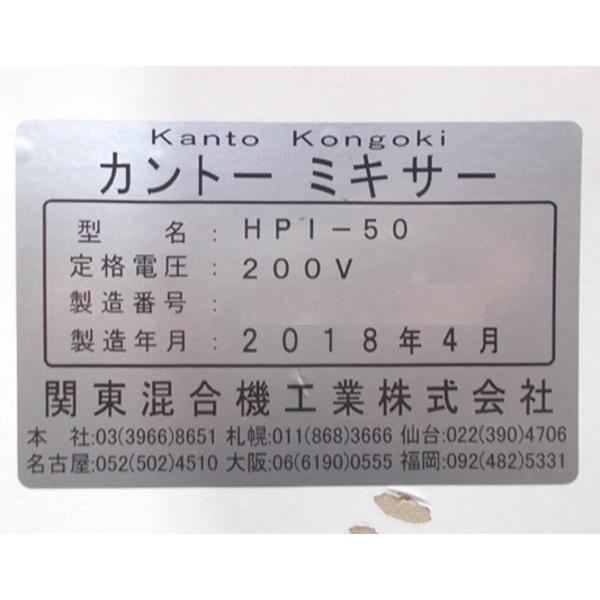 Kanto Kongoki
カントー ミキサー
型名: HPI-50
定格電圧: 200V
製造番号:
製造年月: 2018年4月
関東混合機工業株式会社
本社:03(3966)8651 札幌:011(868)3666 仙台:022(390)4706
名古屋:052(502)4510 大阪:06(6190)0555 福岡:092(482)5331